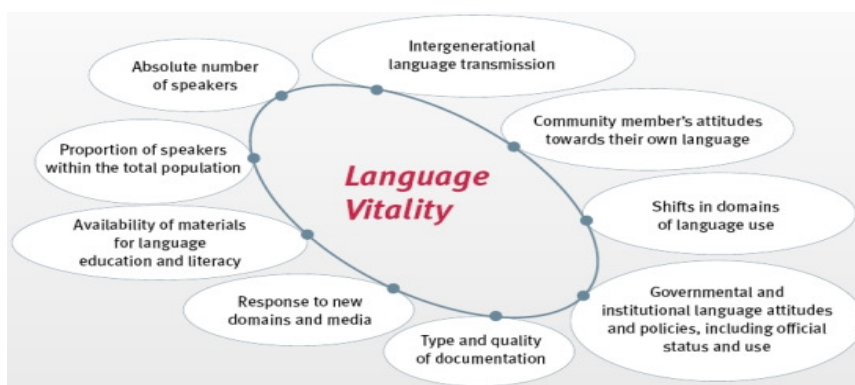 Absolute number
of speakers
Intergenerational
language transmission
Community member's attitudes
towards their own language
Proportion of speakers
within the total population
Language
Vitality
Shifts in domains
of language use
Availability of materials
for language
education and literacy
Governmental and
institutional language attitudes
and policies, including official
status and use
Response to new
domains and media
Type and quality
of documentation